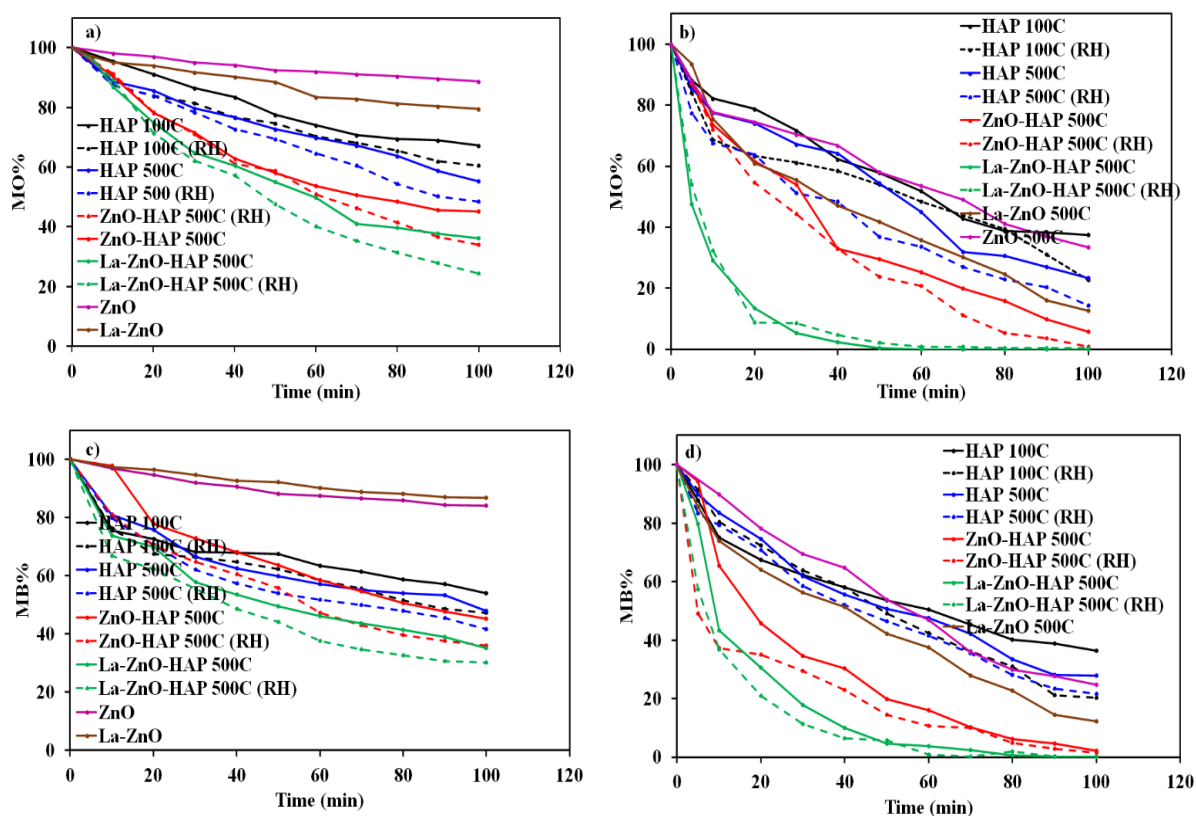 a)
MO%
100
80
60
40
20
0
HAP 100C
HAP 100C (RH)
HAP 500C
HAP 500 (RH)
ZnO-HAP 500C (RH)
ZnO-HAP 500C
La-ZnO-HAP 500C
La-ZnO-HAP 500C (RH)
ZnO
La-ZnO
0 20 40 60 80 100 120
Time (min)
b)
MO%
100
80
60
40
20
0
HAP 100C
HAP 100C (RH)
HAP 500C
HAP 500C (RH)
ZnO-HAP 500C
ZnO-HAP 500C (RH)
La-ZnO-HAP 500C
La-ZnO-HAP 500C (RH)
La-ZnO 500C
ZnO 500C
0 20 40 60 80 100 120
Time (min)
c)
MB%
100
80
60
40
20
0
HAP 100C
HAP 100C (RH)
HAP 500C
HAP 500C (RH)
ZnO-HAP 500C
ZnO-HAP 500C (RH)
La-ZnO-HAP 500C
La-ZnO-HAP 500C (RH)
ZnO
La-ZnO
0 20 40 60 80 100 120
Time (min)
d)
MB%
100
80
60
40
20
0
HAP 100C
HAP 100C (RH)
HAP 500C
HAP 500C (RH)
ZnO-HAP 500C
ZnO-HAP 500C (RH)
La-ZnO-HAP 500C
La-ZnO-HAP 500C (RH)
La-ZnO 500C
0 20 40 60 80 100 120
Time (min)